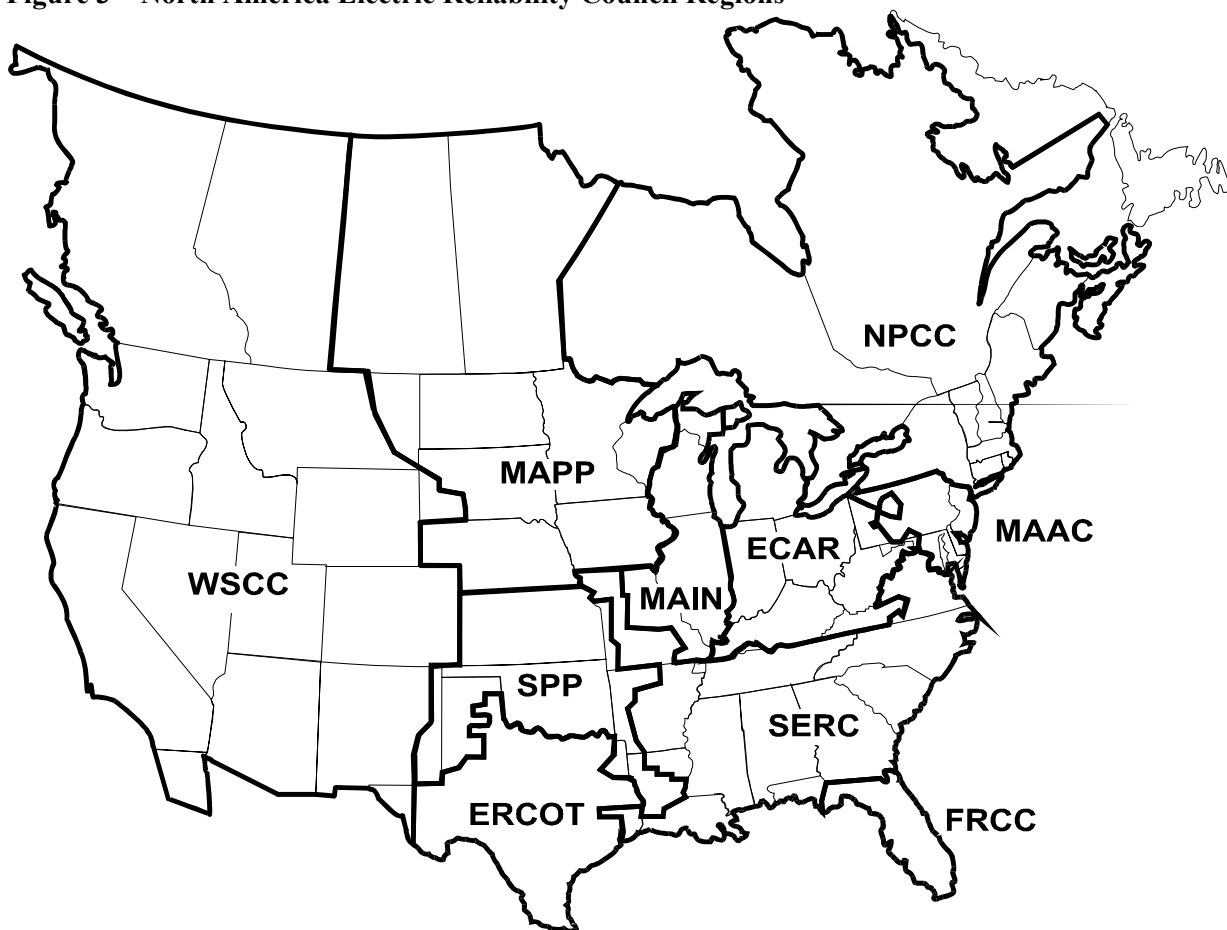 Figure 3 – North America Electric Reliability Council Regions
NPCC
MAPP
MAAC
ECAR
WSCC
MAIN
SPP
SERC
ERCOT
FRCC